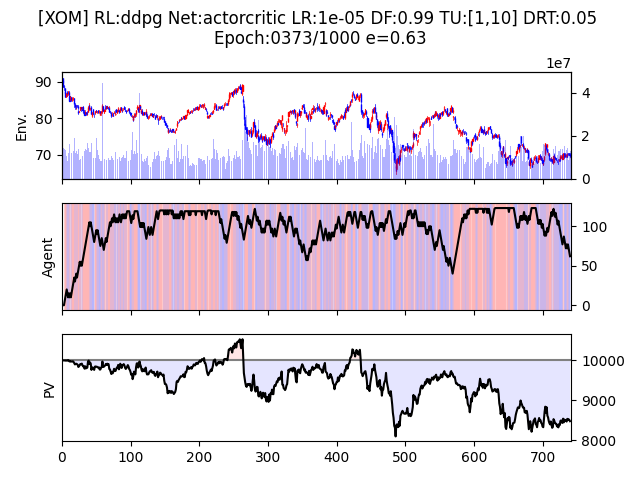 [XOM] RL:ddpg Net:actorcritic LR:1e-05 DF:0.99 TU:[1,10] DRT:0.05
Epoch:0373/1000 e=0.63
1e7
90
80
70
Env.
4
2
0
Agent
100
50
0
PV
10000
9000
8000
0 100 200 300 400 500 600 700